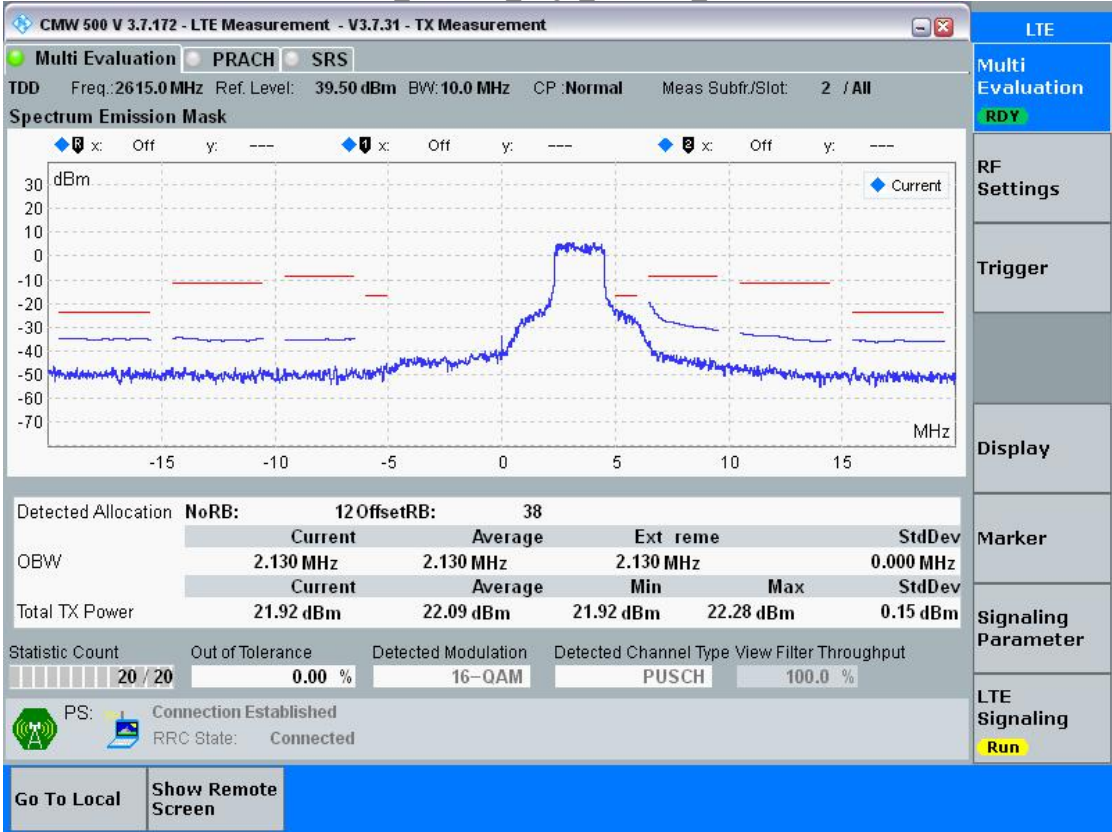 CMW 500 V 3.7.172 - LTE Measurement - V3.7.31 - TX Measurement
LTE
Multi Evaluation PRACH SRS
Multi
Evaluation
RDY
TDD Freq.:2615.0 MHz Ref. Level: 39.50 dBm BW: 10.0 MHz CP :Normal Meas Subfr./Slot: 2 / All
Spectrum Emission Mask
R x: Off y: --- 1 x: Off y: --- 2 x: Off y: ---
dBm
Current
30
20
10
0
-10
-20
-30
-40
-50
-60
-70
MHz
-15 -10 -5 0 5 10 15
RF
Settings
Trigger
Display
Marker
Signaling
Parameter
LTE
Signaling
Run
Detected Allocation NoRB: 12 OffsetRB: 38
Current Average Ext reme StdDev
OBW 2.130 MHz 2.130 MHz 2.130 MHz 0.000 MHz
Current Average Min Max StdDev
Total TX Power 21.92 dBm 22.09 dBm 21.92 dBm 22.28 dBm 0.15 dBm
Statistic Count Out of Tolerance Detected Modulation Detected Channel Type View Filter Throughput
20 / 20 0.00 % 16-QAM PUSCH 100.0 %
PS: Connection Established
RRC State: Connected
Go To Local
Show Remote
Screen